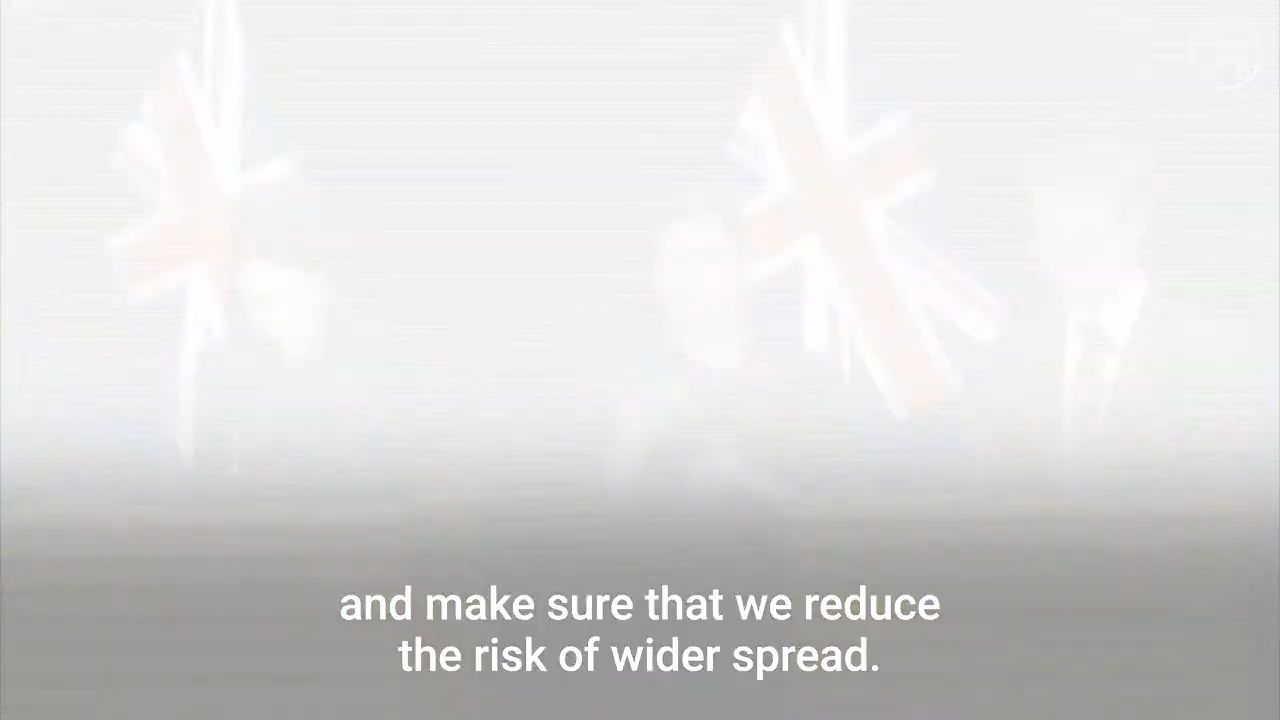 and make sure that we reduce
the risk of wider spread.